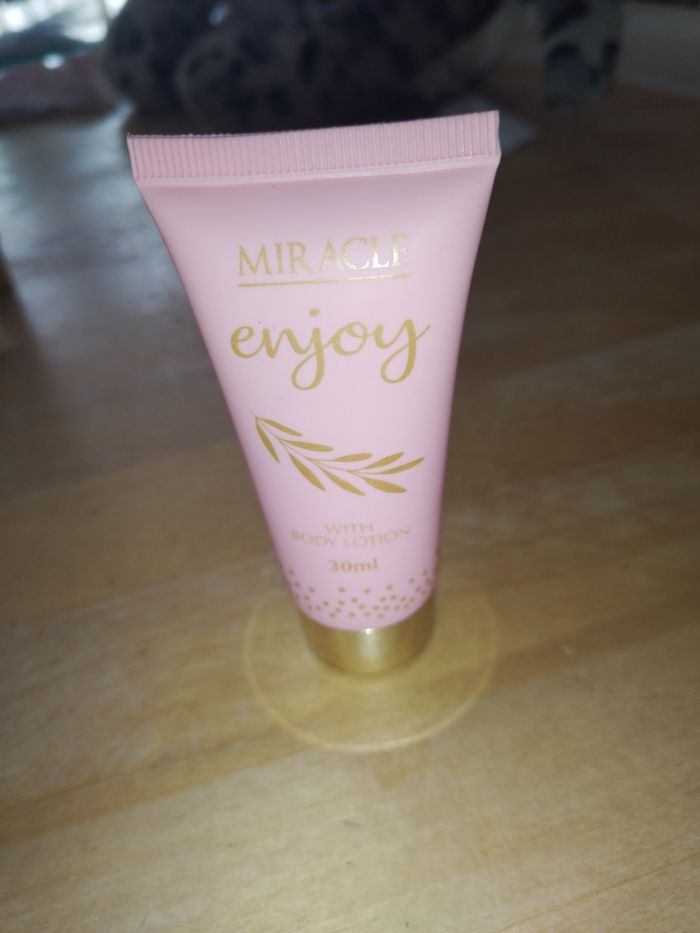 MIRACLE
enjoy
WITH
BODY LOTION
30ml